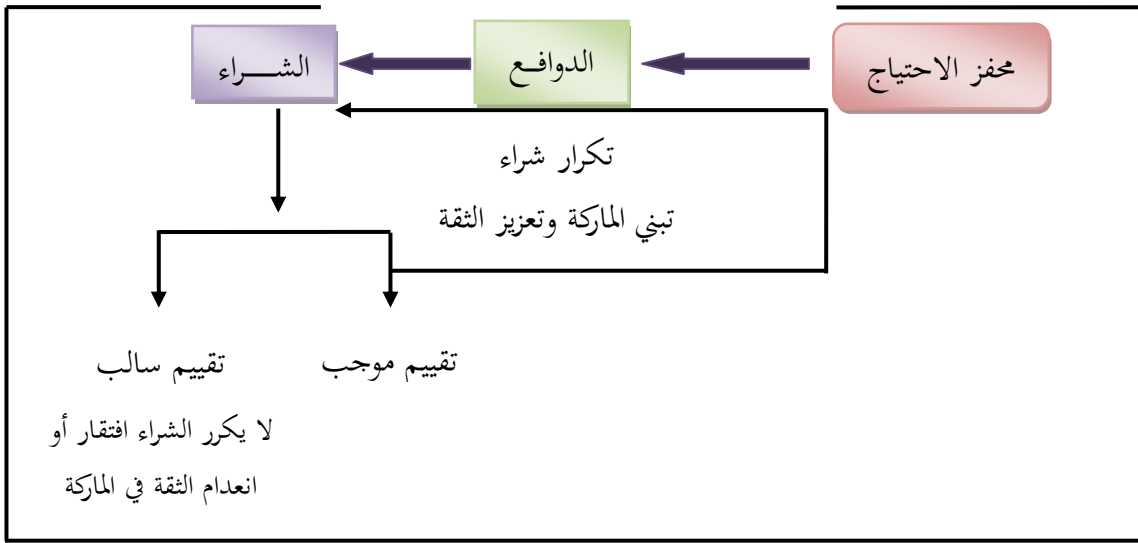 محفز الاحتياج
الدوافع
الشـــراء
تكرار شراء
تبني الماركة وتعزيز الثقة
تقييم موجب
تقييم سالب
لا يكرر الشراء افتقار أو
انعدام الثقة في الماركة